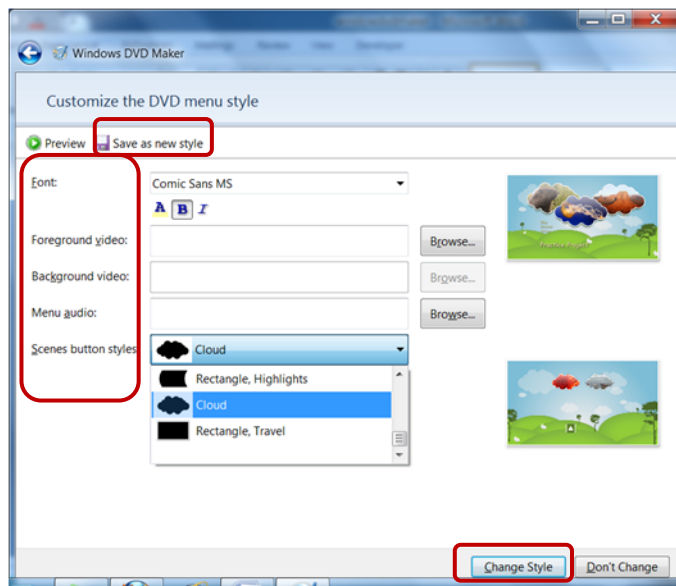 Windows DVD Maker
Customize the DVD menu style
Preview Save as new style
Font: Comic Sans MS
A B I
Foreground video: Browse...
Background video: Browse...
Menu audio: Browse...
Scenes button styles Cloud
Rectangle, Highlights
Cloud
Rectangle, Travel
Change Style Don't Change